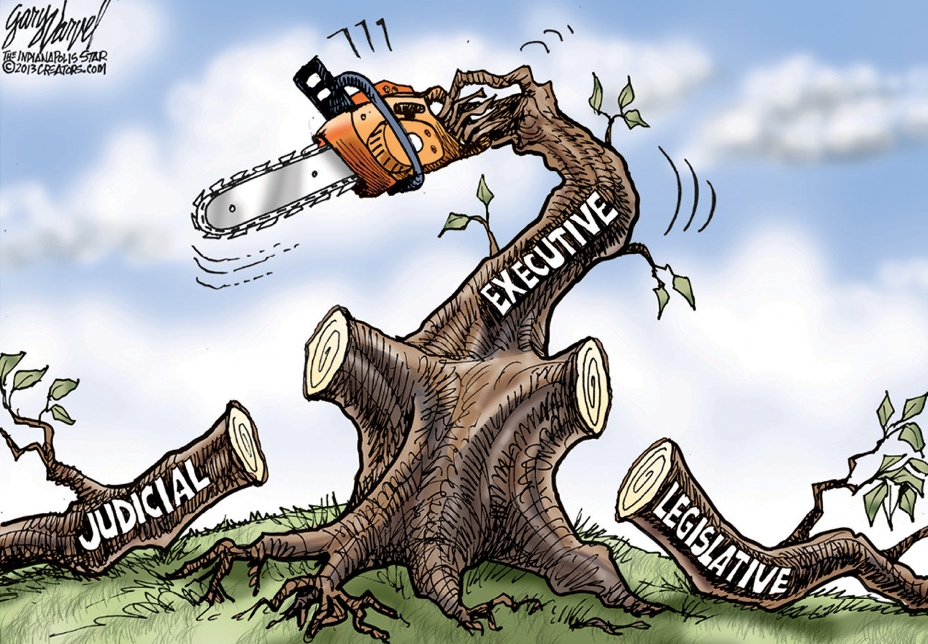 Gary Varvel
THE INDIANAPOLIS STAR
©2013 CREATORS.COM
EXECUTIVE
JUDICIAL
LEGISLATIVE